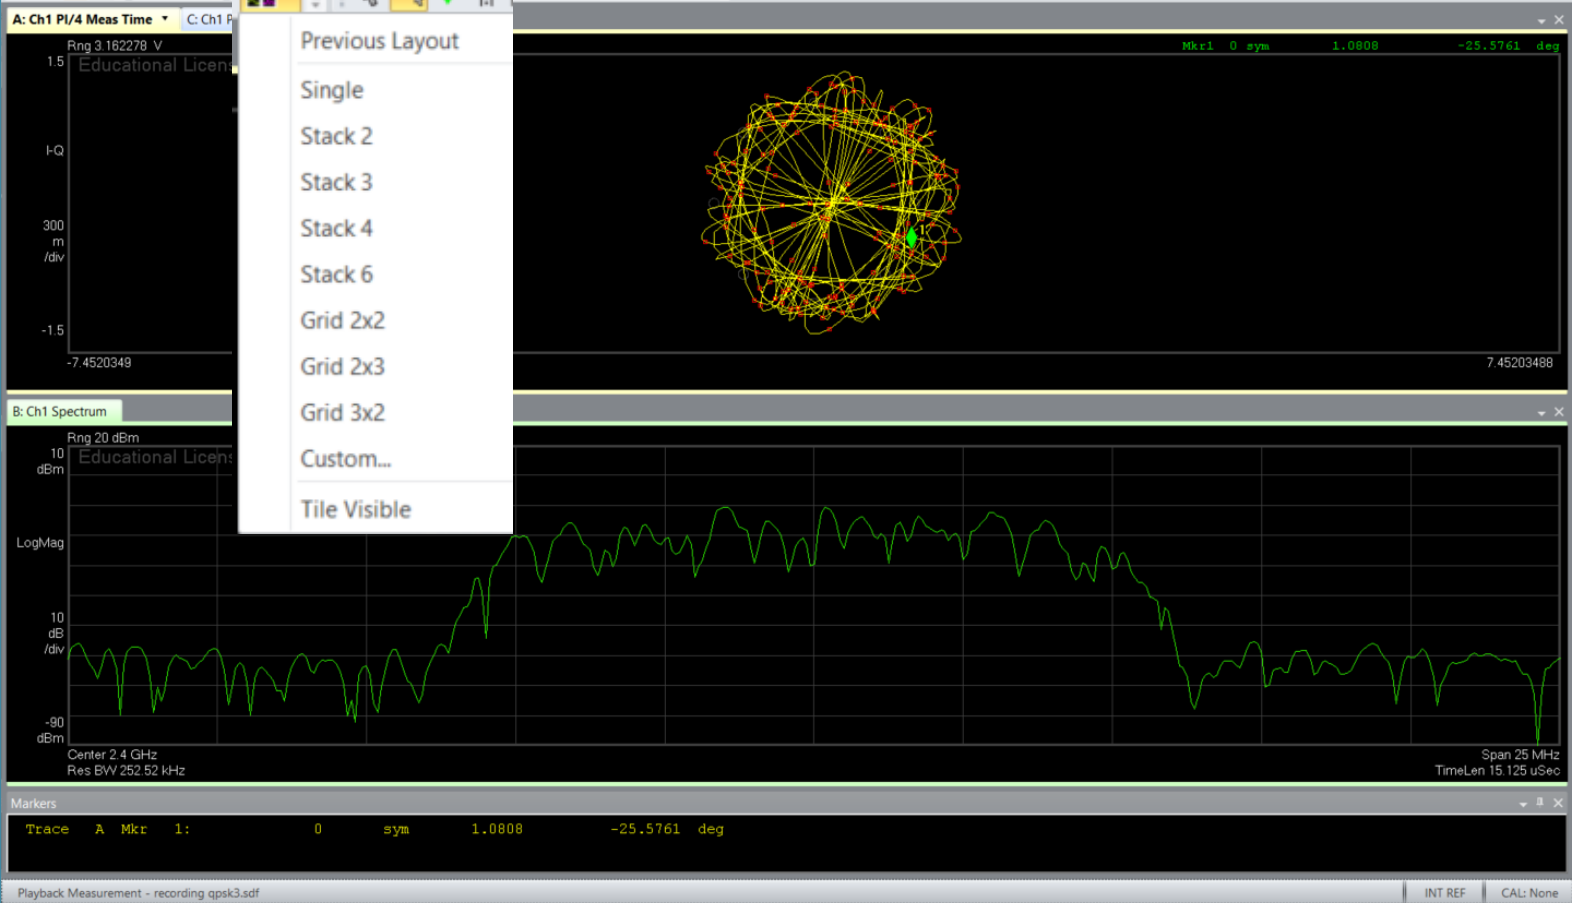 A: Ch1 PI/4 Meas Time
C: Ch1 P
Rng 3.162278 V
Mkr1 0 sym 1.0808 -25.5761 deg
1.5
Educational Licens
I-Q
300
m
/div
-1.5
-7.4520349
7.45203488
1
Previous Layout
Single
Stack 2
Stack 3
Stack 4
Stack 6
Grid 2x2
Grid 2x3
Grid 3x2
Custom...
Tile Visible
B: Ch1 Spectrum
Rng 20 dBm
10
dBm
Educational Licens
LogMag
10
dB
/div
-90
dBm
Center 2.4 GHz
Span 25 MHz
Res BW 252.52 kHz
TimeLen 15.125 uSec
Markers
Trace A Mkr 1: 0 sym 1.0808 -25.5761 deg
Playback Measurement - recording qpsk3.sdf
INT REF
CAL: None